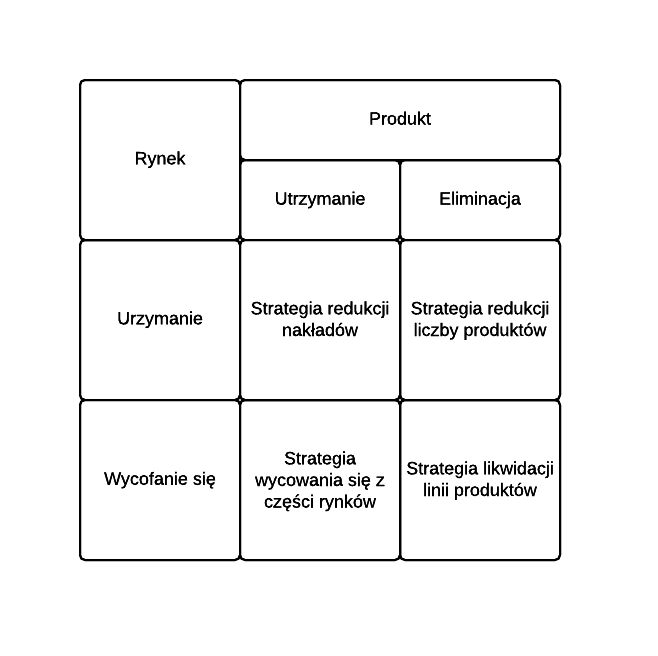 Produkt
Rynek
Utrzymanie
Eliminacja
Urzymanie
Strategia redukcji
nakładów
Strategia redukcji
liczby produktów
Wycofanie się
Strategia
wycowania się z
części rynków
Strategia likwidacji
linii produktów